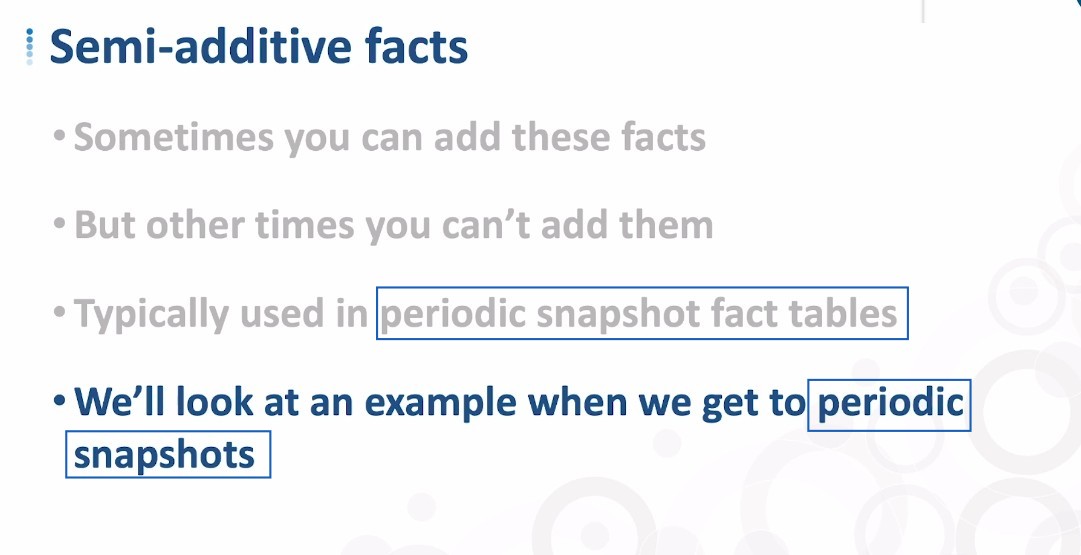 Semi-additive facts
• Sometimes you can add these facts
• But other times you can’t add them
• Typically used in periodic snapshot fact tables
• We’ll look at an example when we get to periodic
snapshots